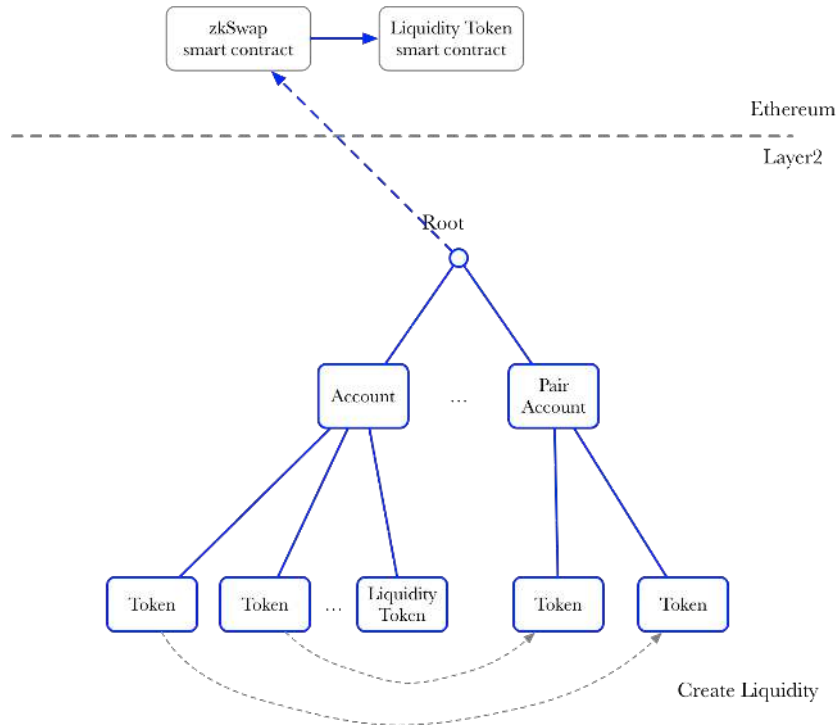 zkSwap
smart contract
Liquidity Token
smart contract
Ethereum
Layer2
Root
Account
...
Pair
Account
Token
Token
...
Liquidity
Token
Token
Token
Create Liquidity